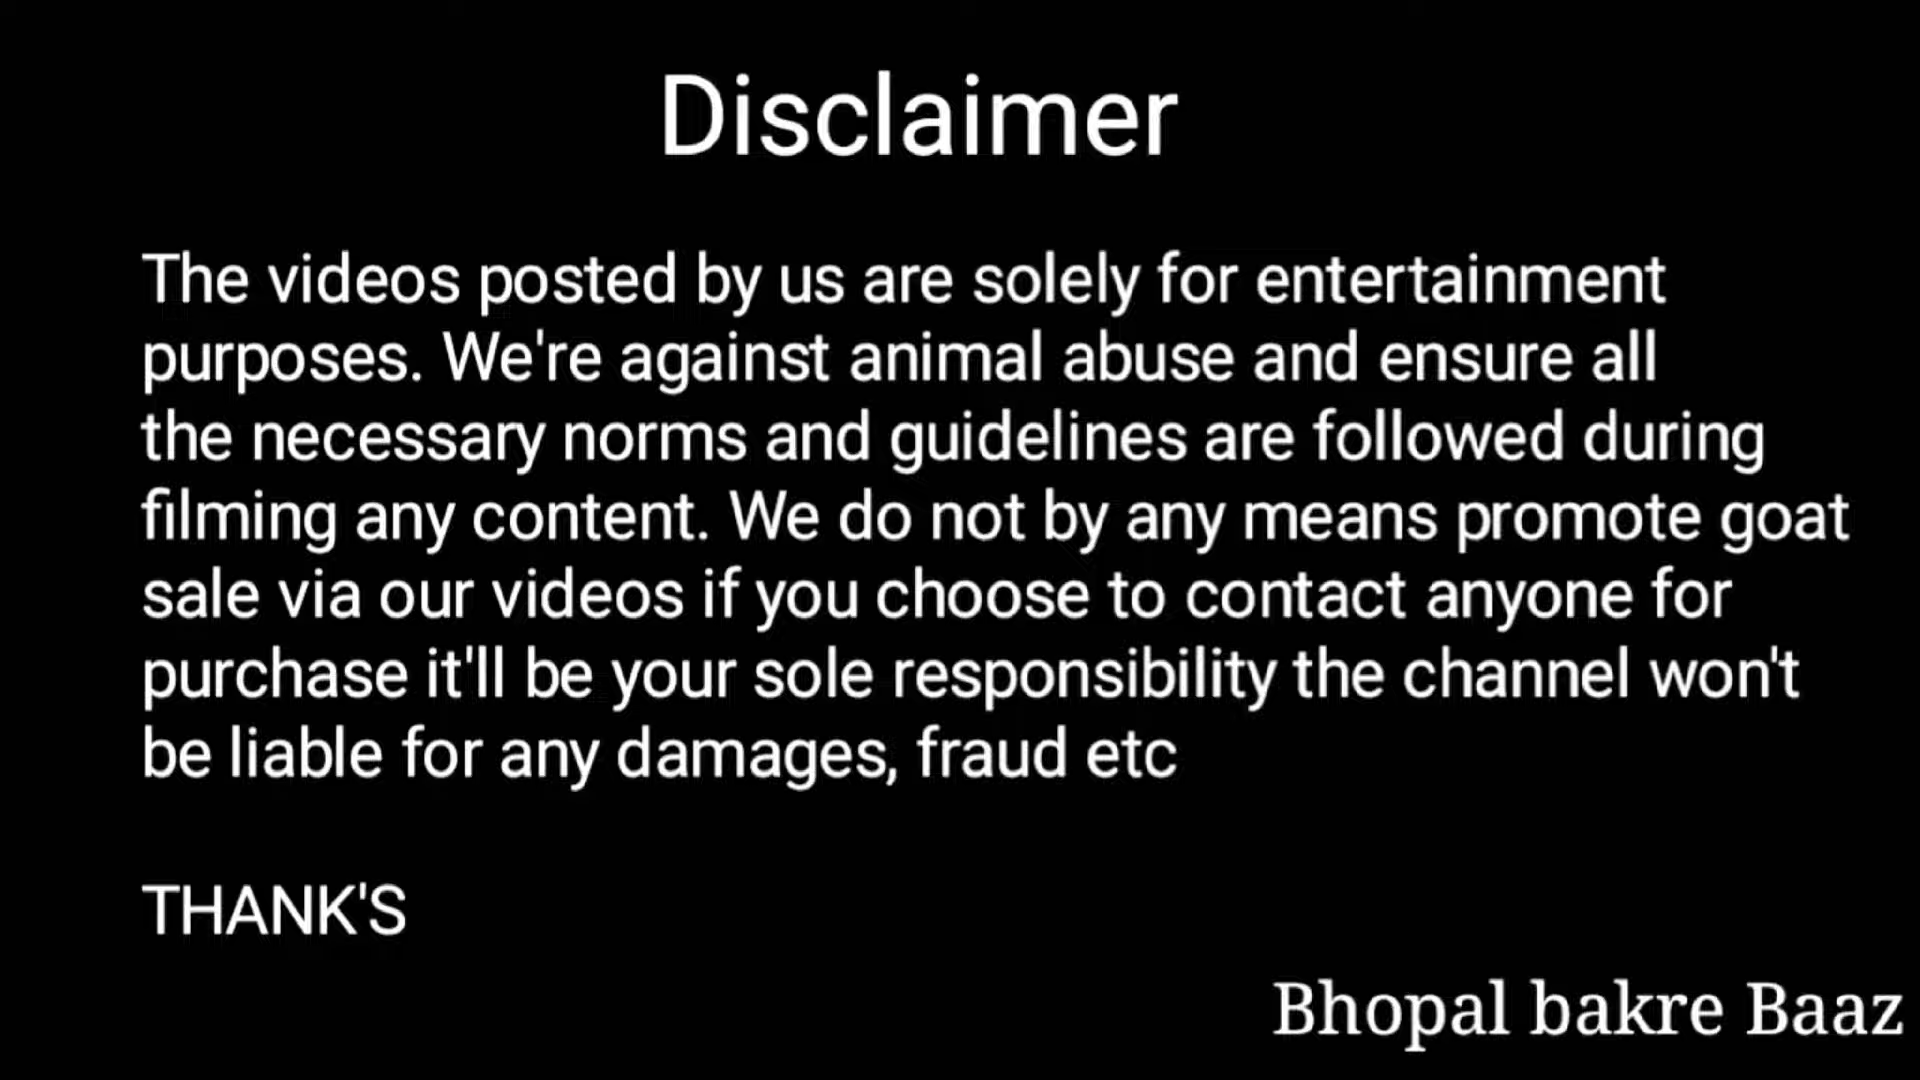 Disclaimer
The videos posted by us are solely for entertainment
purposes. We're against animal abuse and ensure all
the necessary norms and guidelines are followed during
filming any content. We do not by any means promote goat
sale via our videos if you choose to contact anyone for
purchase it'll be your sole responsibility the channel won't
be liable for any damages, fraud etc
THANK'S
Bhopal bakre Baaz